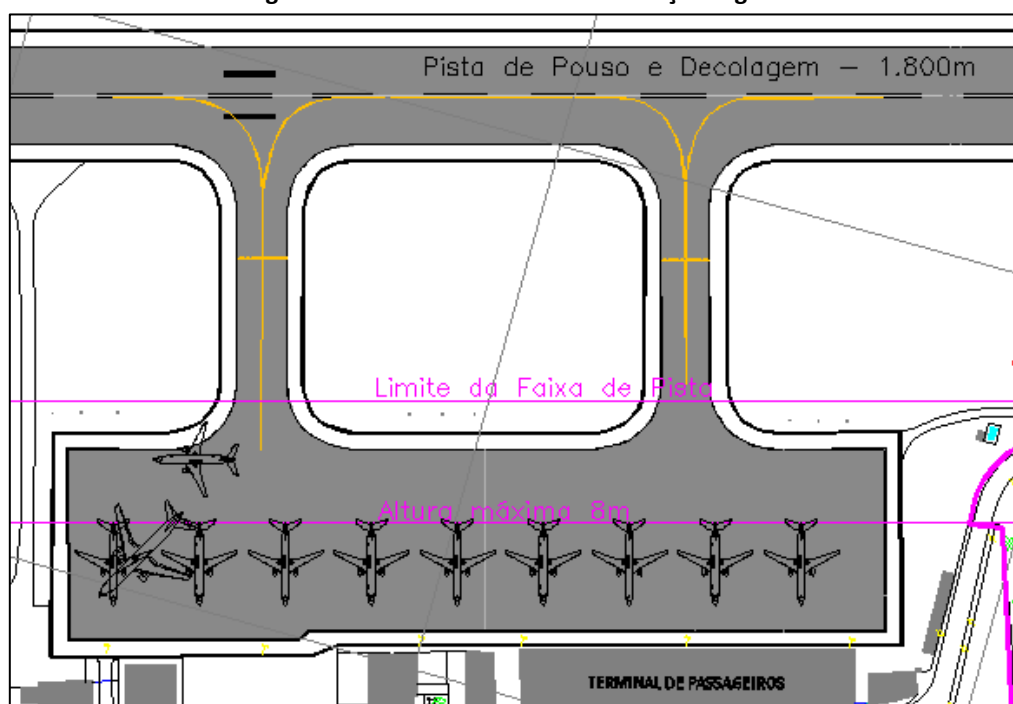 Pista de Pouso e Decolagem – 1.800m
Limite da Faixa de Pista
Altura máxima 8m
TERMINAL DE PASSAGEIROS